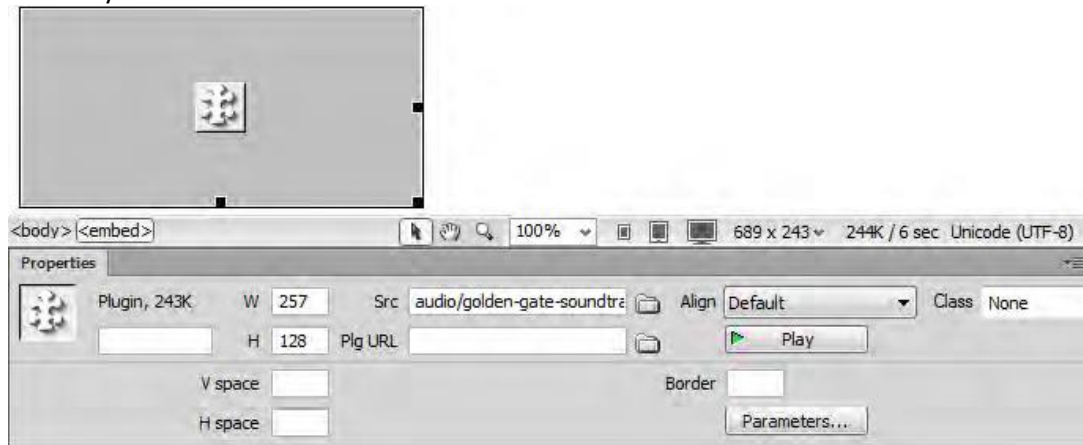 <body> <embed> 100% 689 x 243 244K / 6 sec Unicode (UTF-8)
Properties
Plugin, 243K W 257 Src audio/golden-gate-soundtra Align Default Class None
H 128 Plg URL Play
V space Border
H space Parameters...